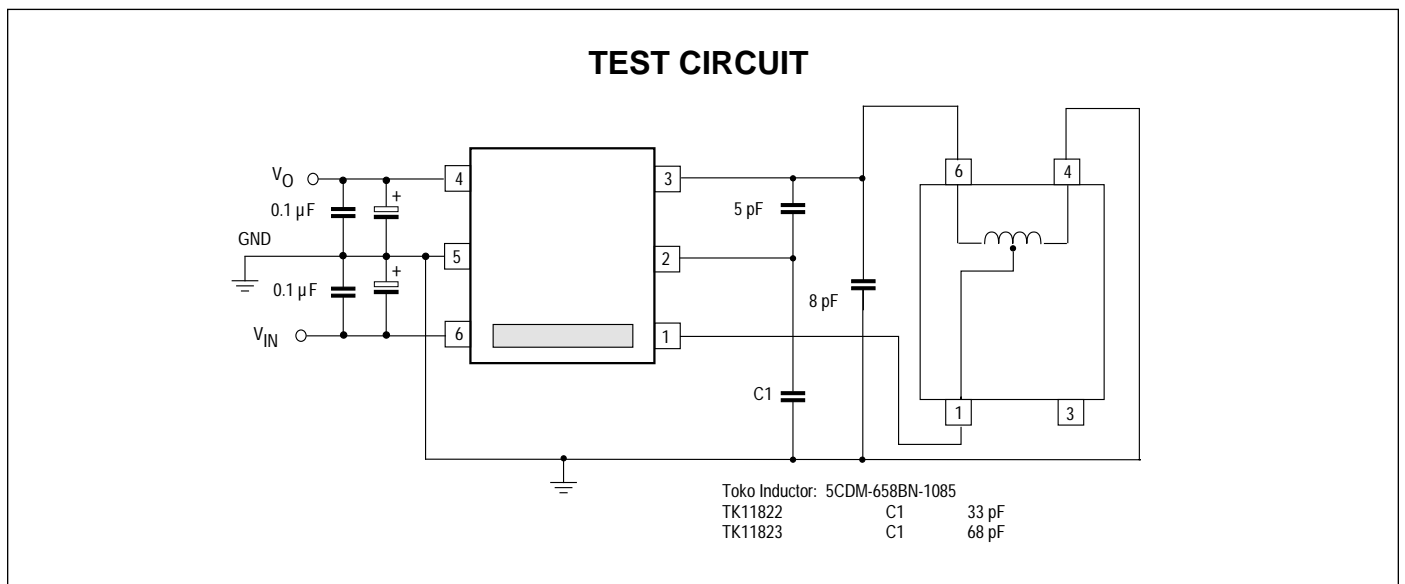 TEST CIRCUIT
VO
4
3
6
4
+
0.1 µF
5 pF
GND
5
2
+
0.1 µF
8 pF
VIN
6
1
C1
1
3
Toko Inductor: 5CDM-658BN-1085
TK11822 C1 33 pF
TK11823 C1 68 pF